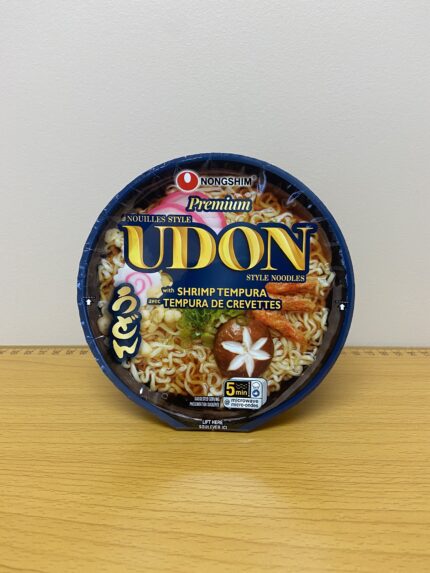 NONGSHIM
Premium
NOUILLES STYLE
UDON
STYLE NOODLES
with SHRIMP TEMPURA
avec TEMPURA DE CREVETTES
うどん
5 min
microwave
micro-ondes
LIFT HERE
SOULEVER ICI